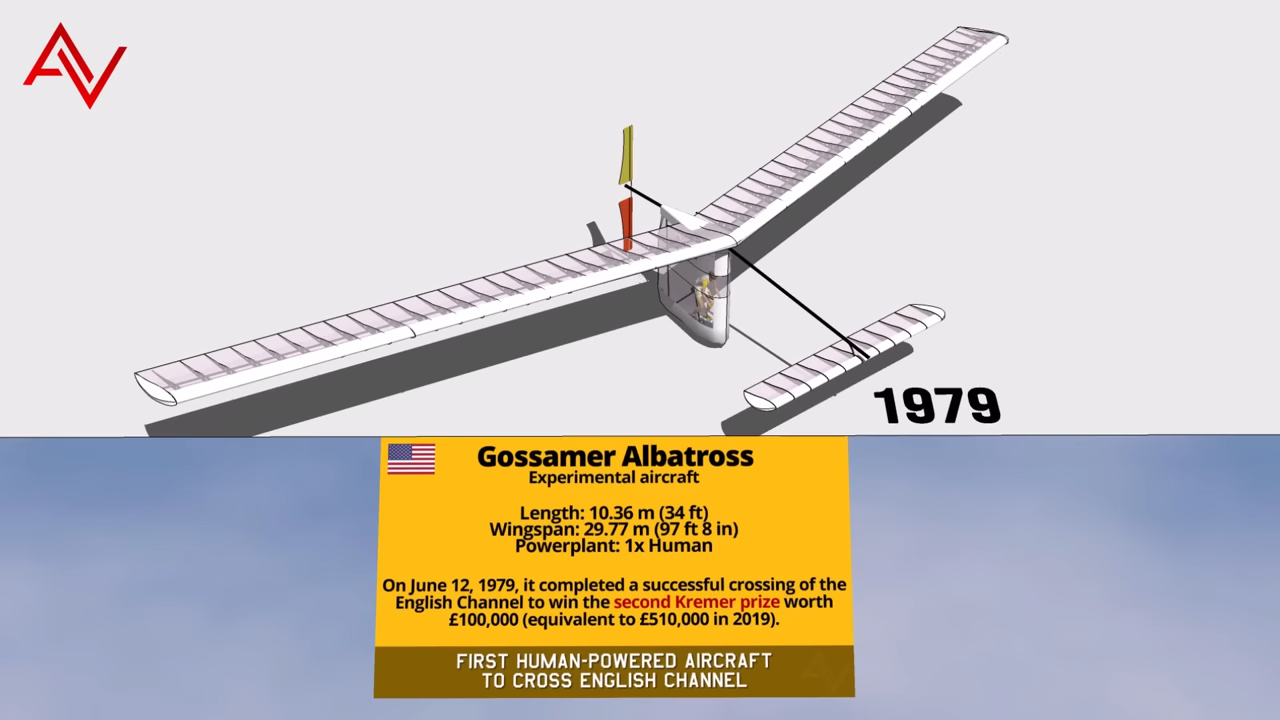 AV
1979
Gossamer Albatross
Experimental aircraft
Length: 10.36 m (34 ft)
Wingspan: 29.77 m (97 ft 8 in)
Powerplant: 1x Human
On June 12, 1979, it completed a successful crossing of the
English Channel to win the second Kremer prize worth
£100,000 (equivalent to £510,000 in 2019).
FIRST HUMAN-POWERED AIRCRAFT
TO CROSS ENGLISH CHANNEL